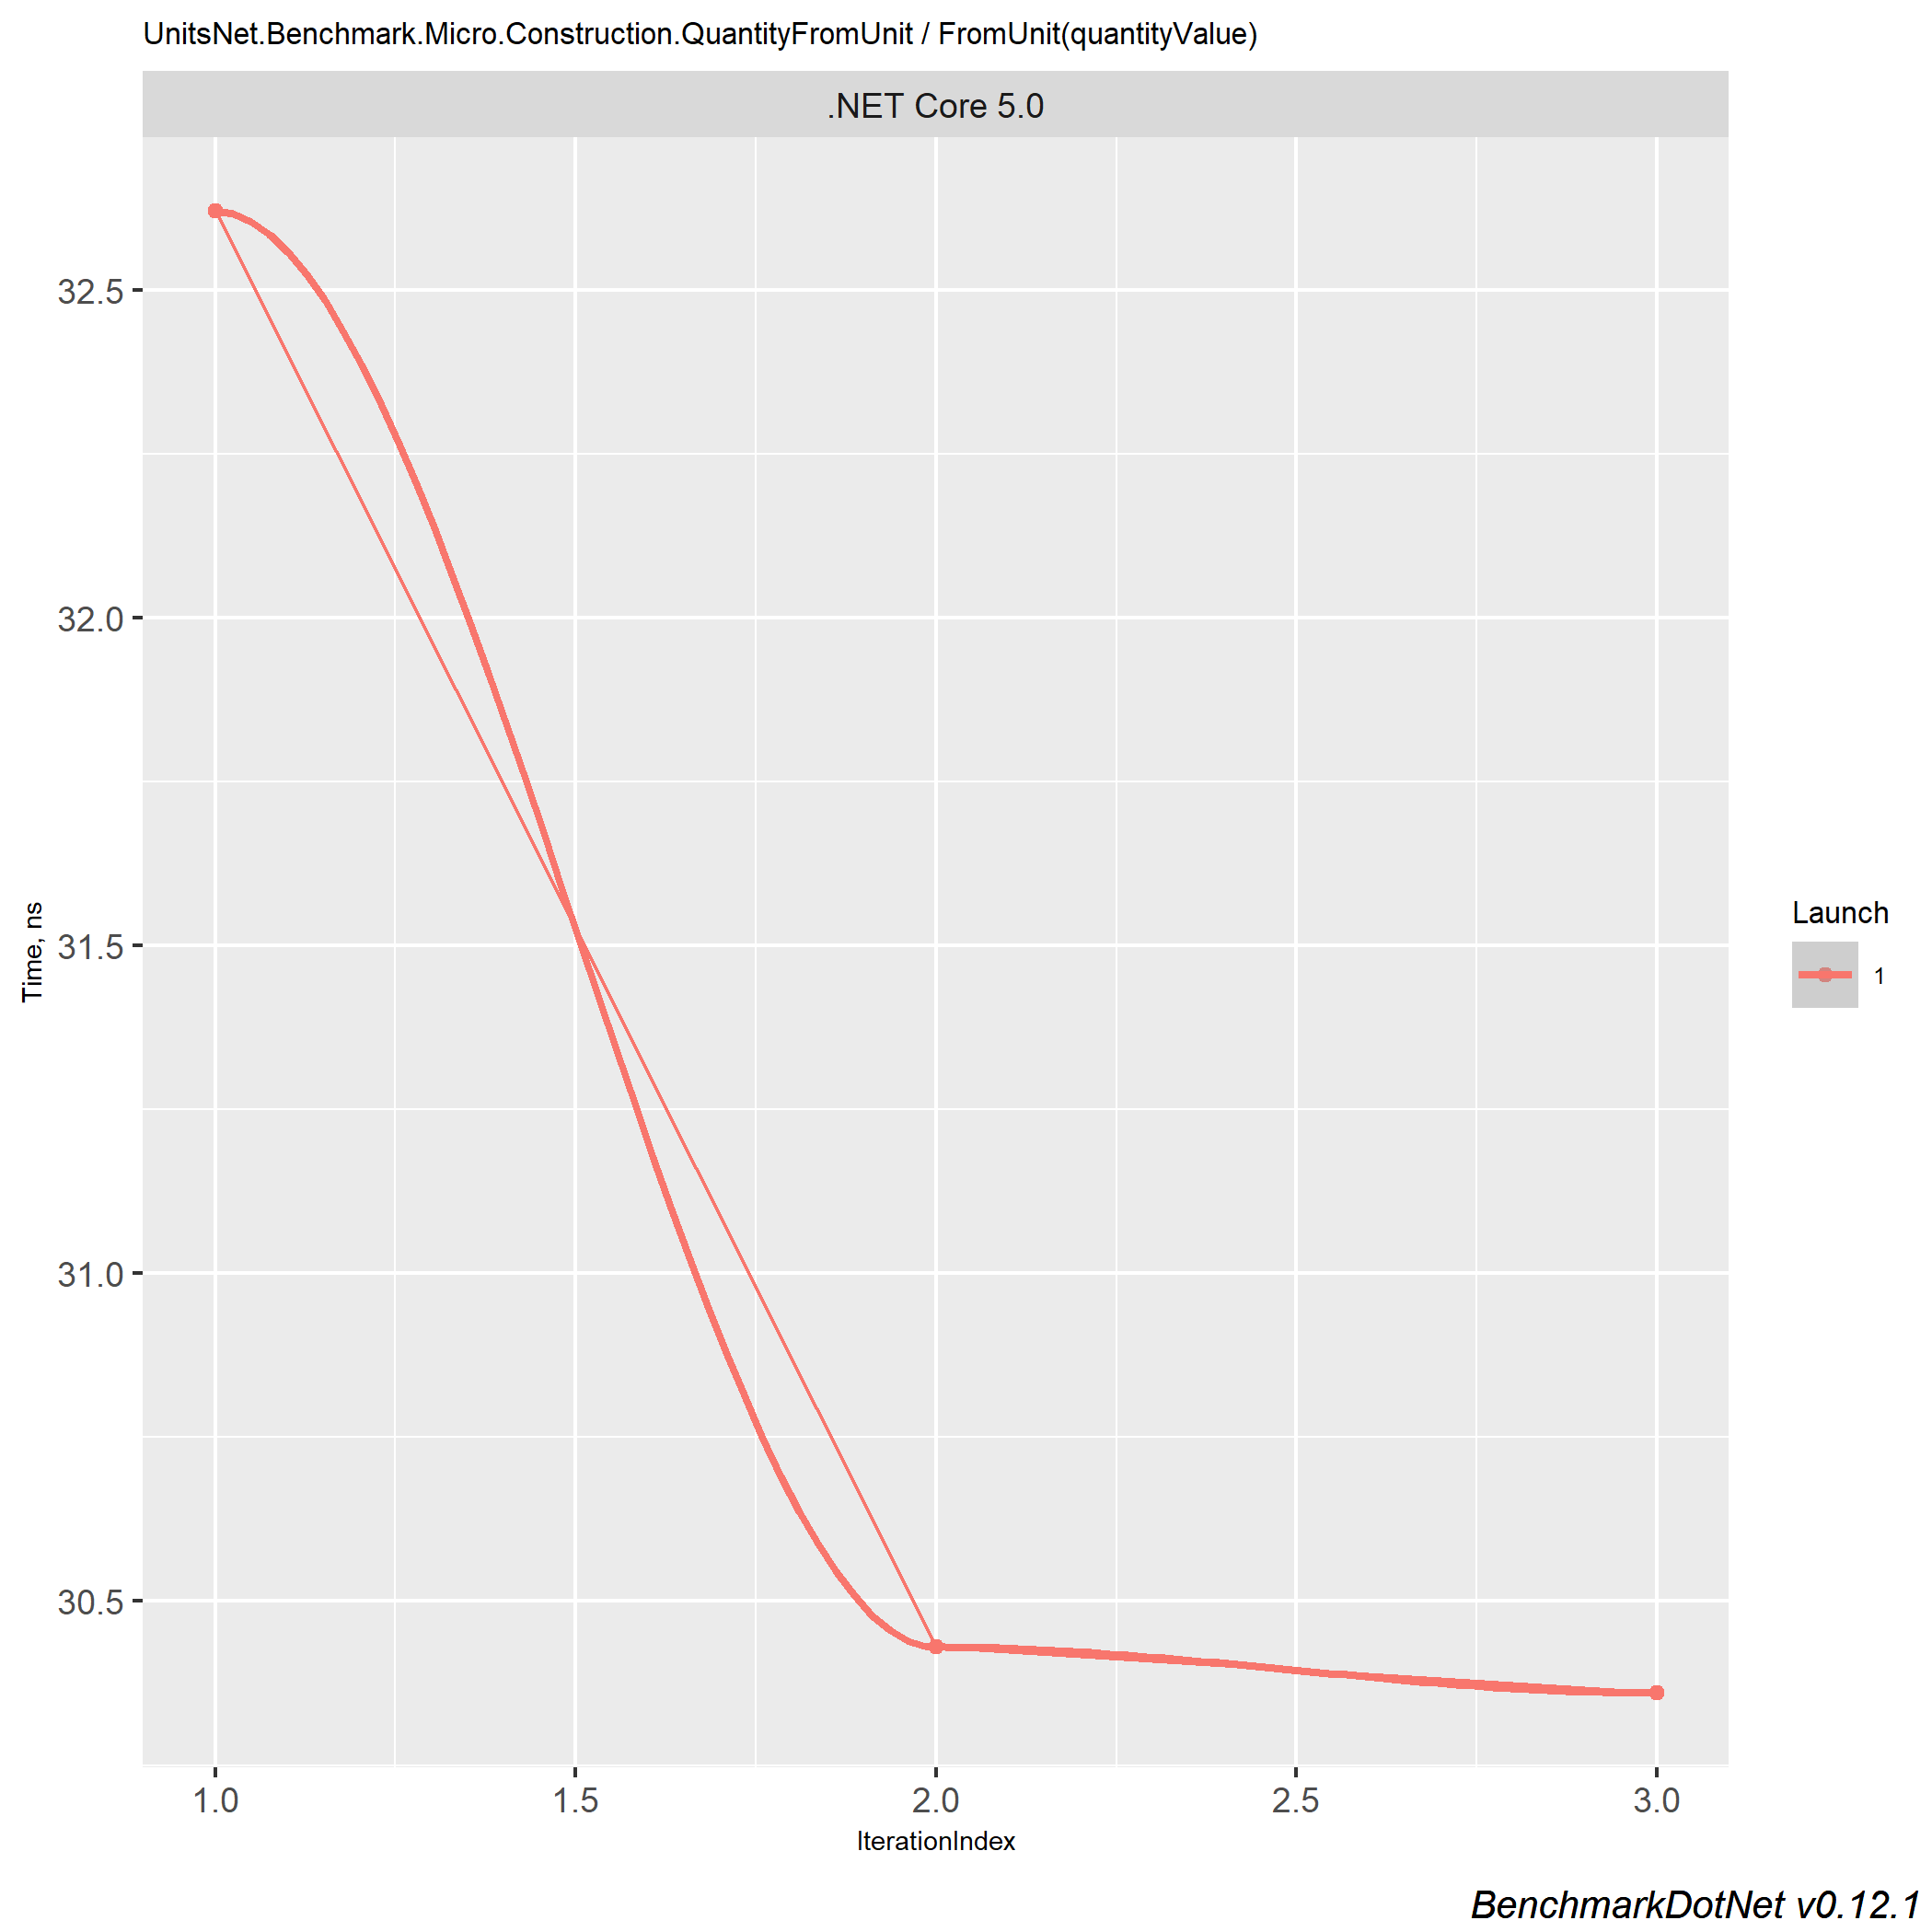 UnitsNet.Benchmark.Micro.Construction.QuantityFromUnit / FromUnit(quantityValue)
.NET Core 5.0
32.5
32.0
31.5
31.0
30.5
Time, ns
1.0
1.5
2.0
2.5
3.0
IterationIndex
Launch
1
BenchmarkDotNet v0.12.1